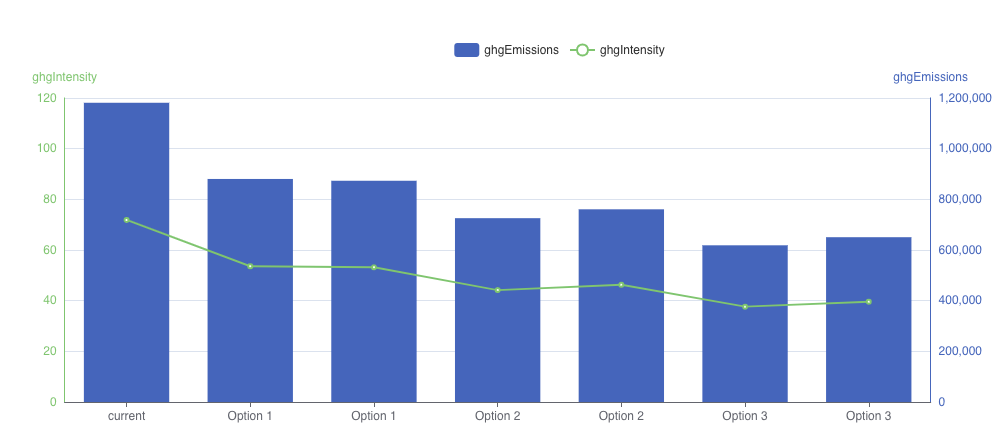 ghgEmissions ghgIntensity
ghgIntensity ghgEmissions
120 1,200,000
100 1,000,000
80 800,000
60 600,000
40 400,000
20 200,000
0 0
current Option 1 Option 1 Option 2 Option 2 Option 3 Option 3